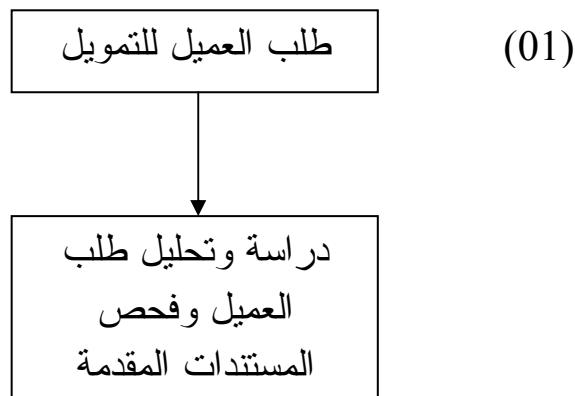 (01)
طلب العميل للتمويل
دراسة وتحليل طلب
العميل وفحص
المستندات المقدمة